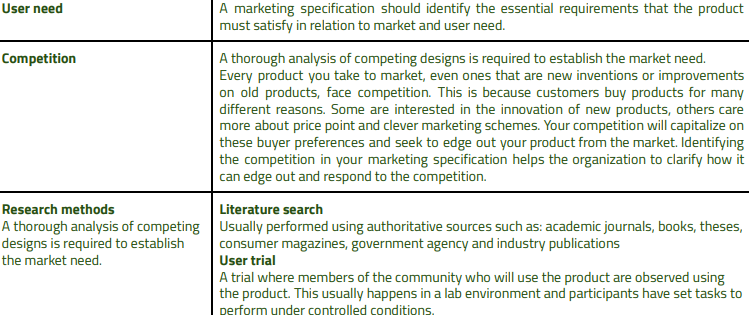 User need
A marketing specification should identify the essential requirements that the product
must satisfy in relation to market and user need.
Competition
A thorough analysis of competing designs is required to establish the market need.
Every product you take to market, even ones that are new inventions or improvements
on old products, face competition. This is because customers buy products for many
different reasons. Some are interested in the innovation of new products, others care
more about price point and clever marketing schemes. Your competition will capitalize on
these buyer preferences and seek to edge out your product from the market. Identifying
the competition in your marketing specification helps the organization to clarify how it
can edge out and respond to the competition.
Research methods
A thorough analysis of competing
designs is required to establish
the market need.
Literature search
Usually performed using authoritative sources such as: academic journals, books, theses,
consumer magazines, government agency and industry publications
User trial
A trial where members of the community who will use the product are observed using
the product. This usually happens in a lab environment and participants have set tasks to
perform under controlled conditions.